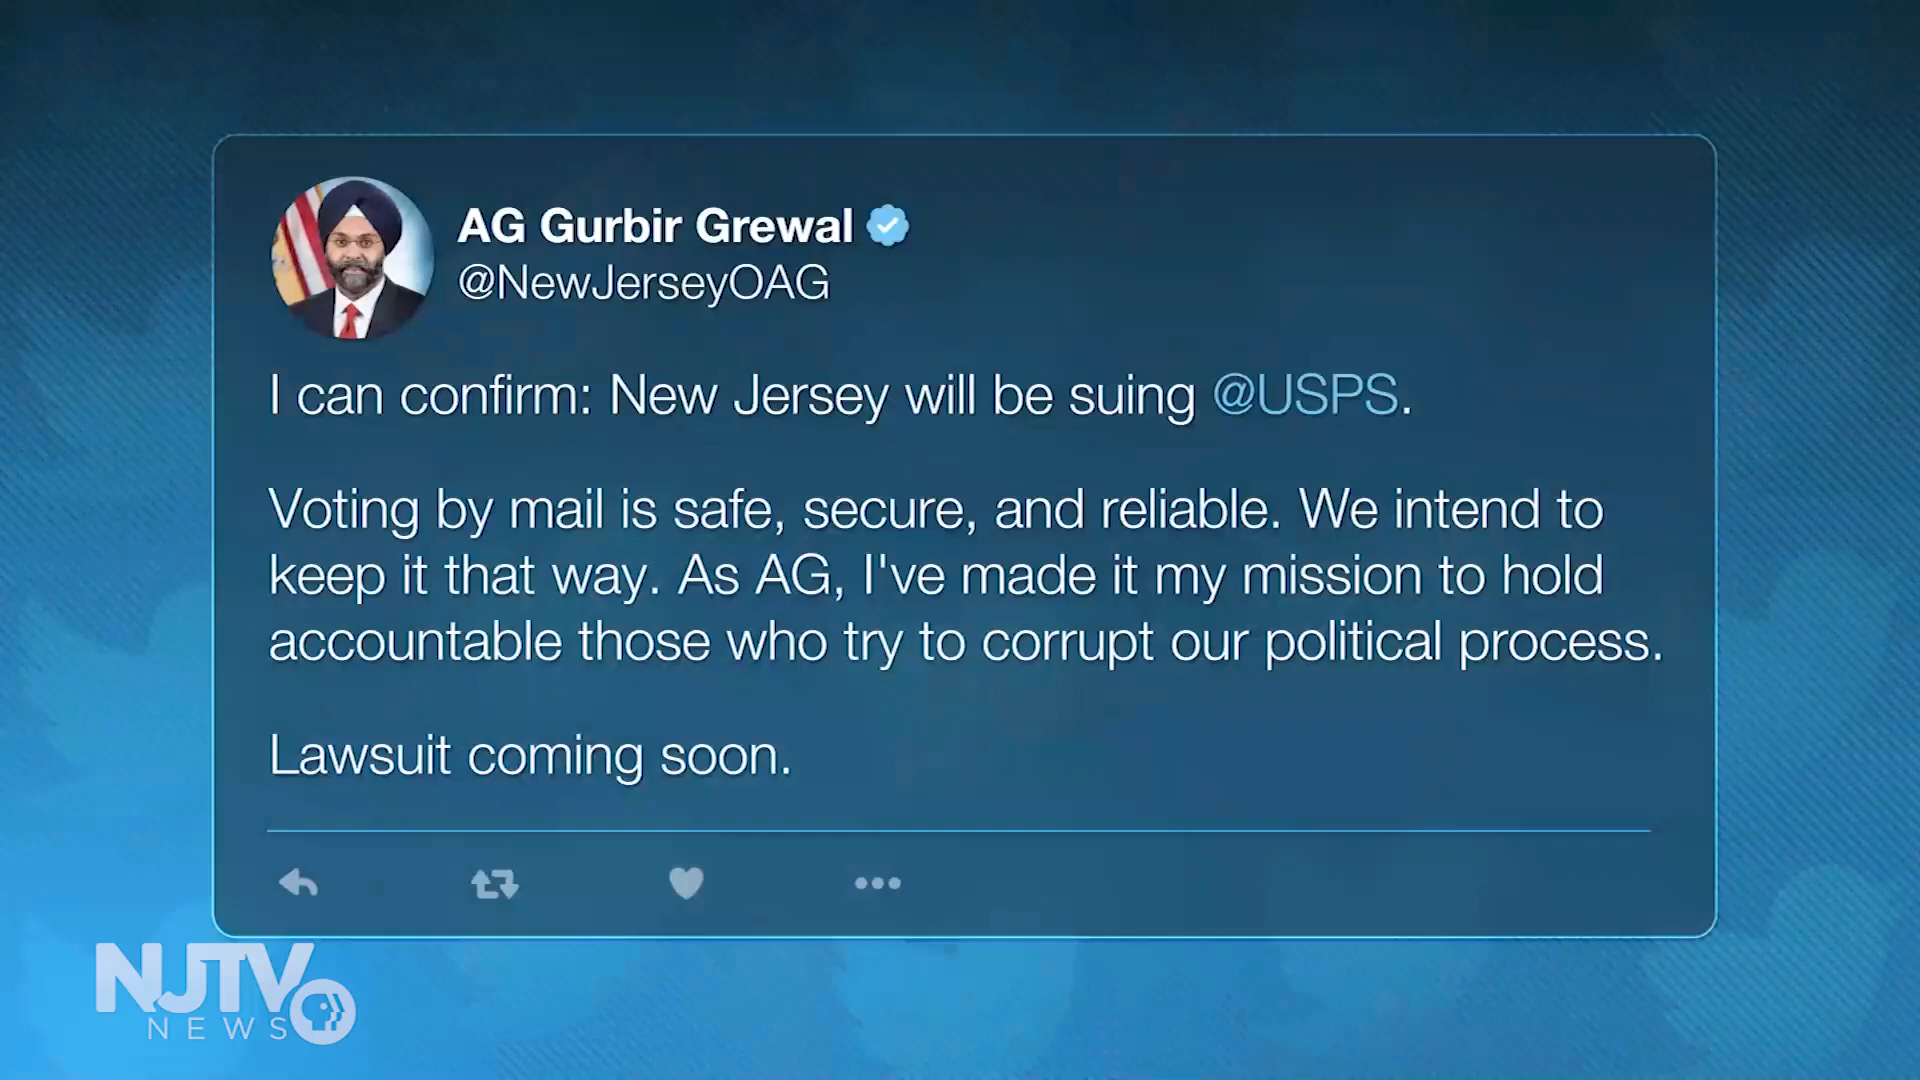 AG Gurbir Grewal
@NewJerseyOAG
I can confirm: New Jersey will be suing @USPS.
Voting by mail is safe, secure, and reliable. We intend to
keep it that way. As AG, I've made it my mission to hold
accountable those who try to corrupt our political process.
Lawsuit coming soon.
NJTV
NEWS